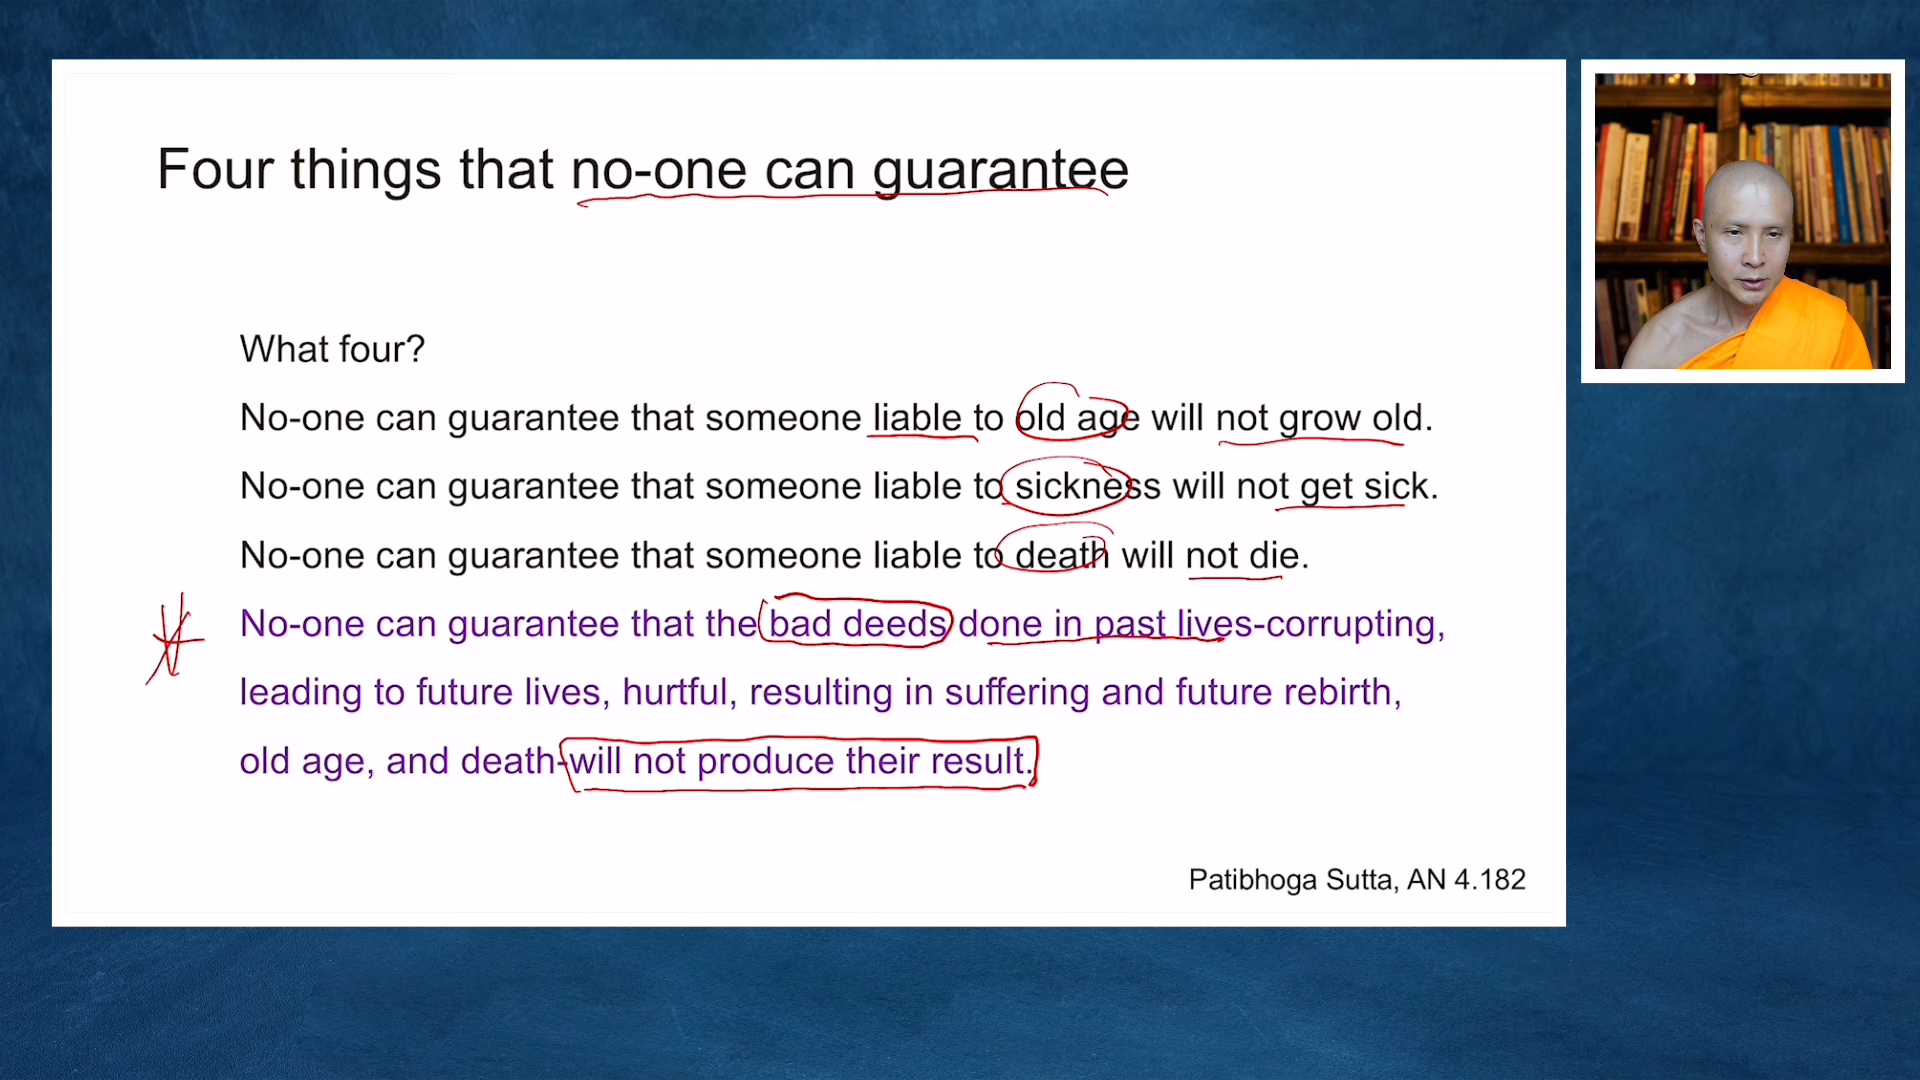 Four things that no-one can guarantee
What four?
No-one can guarantee that someone liable to old age will not grow old.
No-one can guarantee that someone liable to sickness will not get sick.
No-one can guarantee that someone liable to death will not die.
No-one can guarantee that the bad deeds done in past lives-corrupting,
leading to future lives, hurtful, resulting in suffering and future rebirth,
old age, and death-will not produce their result.
Patibhoga Sutta, AN 4.182